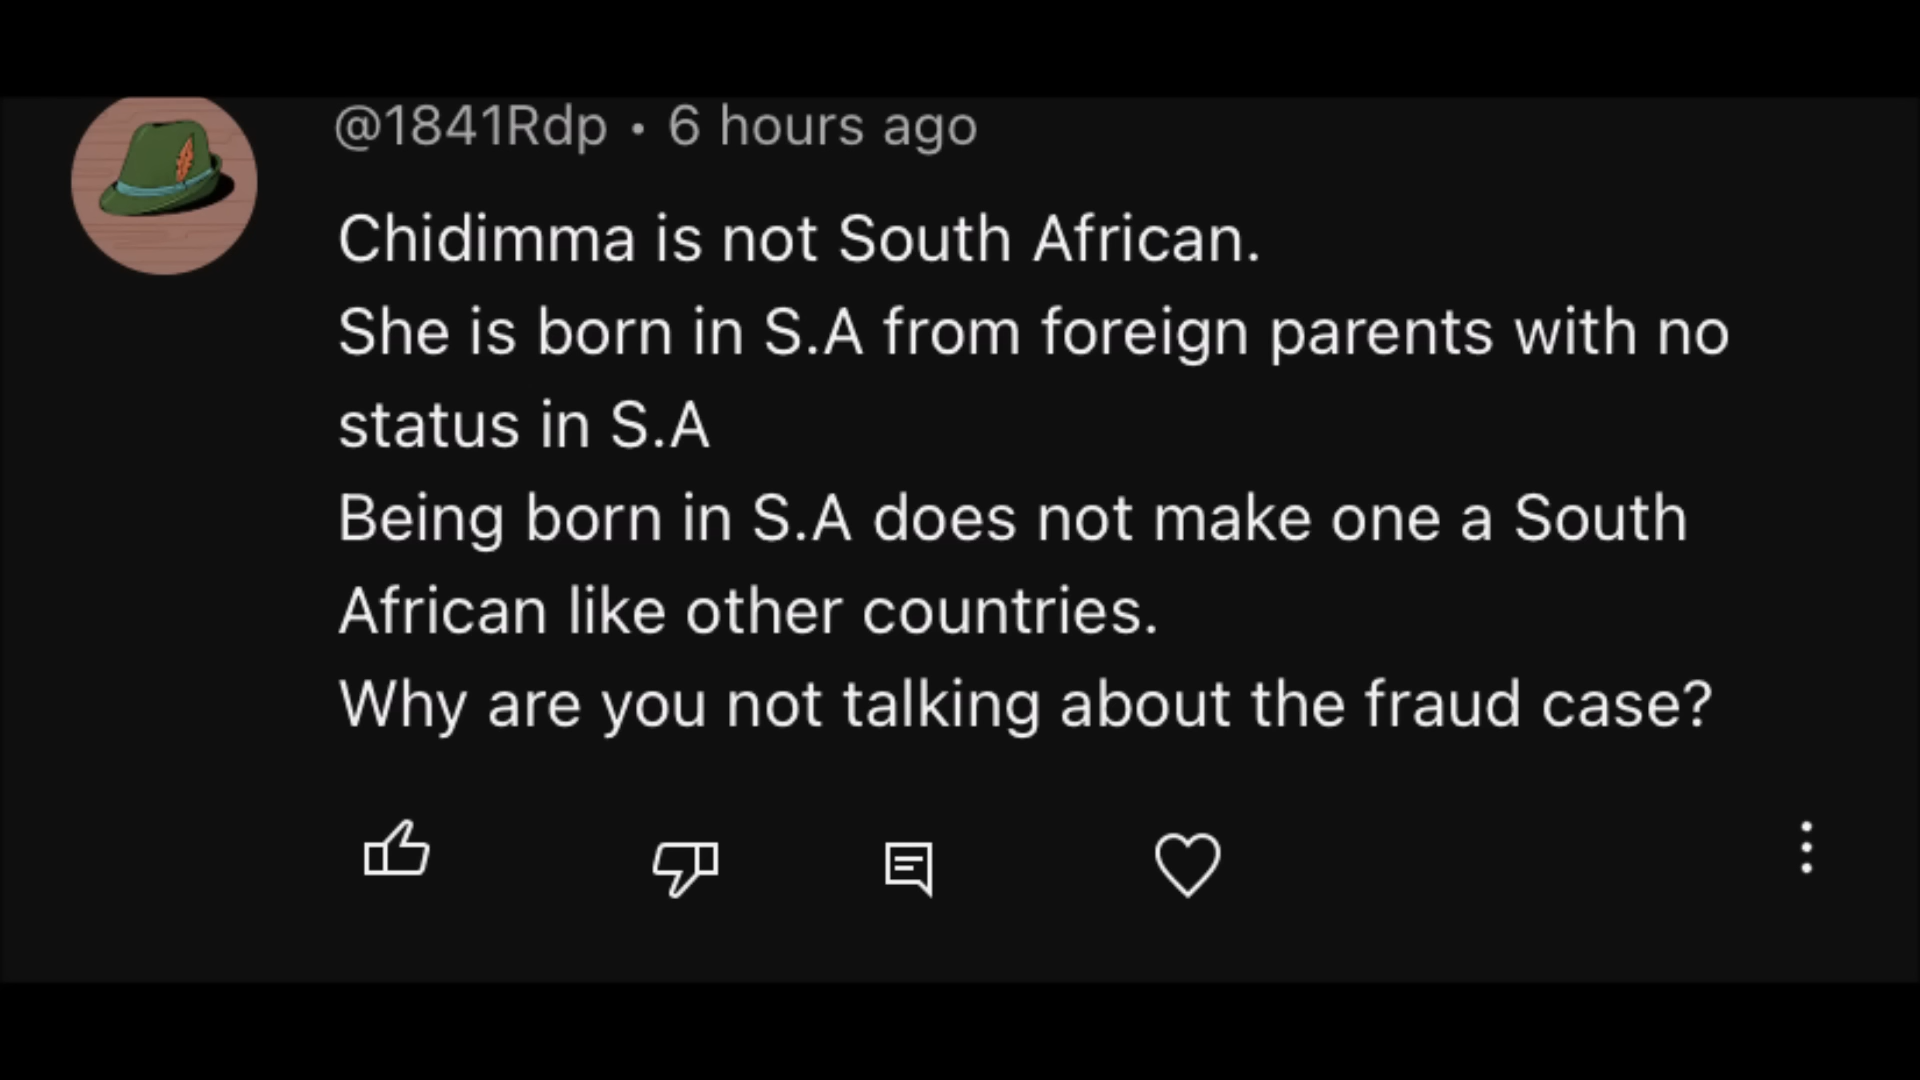 @1841Rdp • 6 hours ago
Chidimma is not South African.
She is born in S.A from foreign parents with no
status in S.A
Being born in S.A does not make one a South
African like other countries.
Why are you not talking about the fraud case?